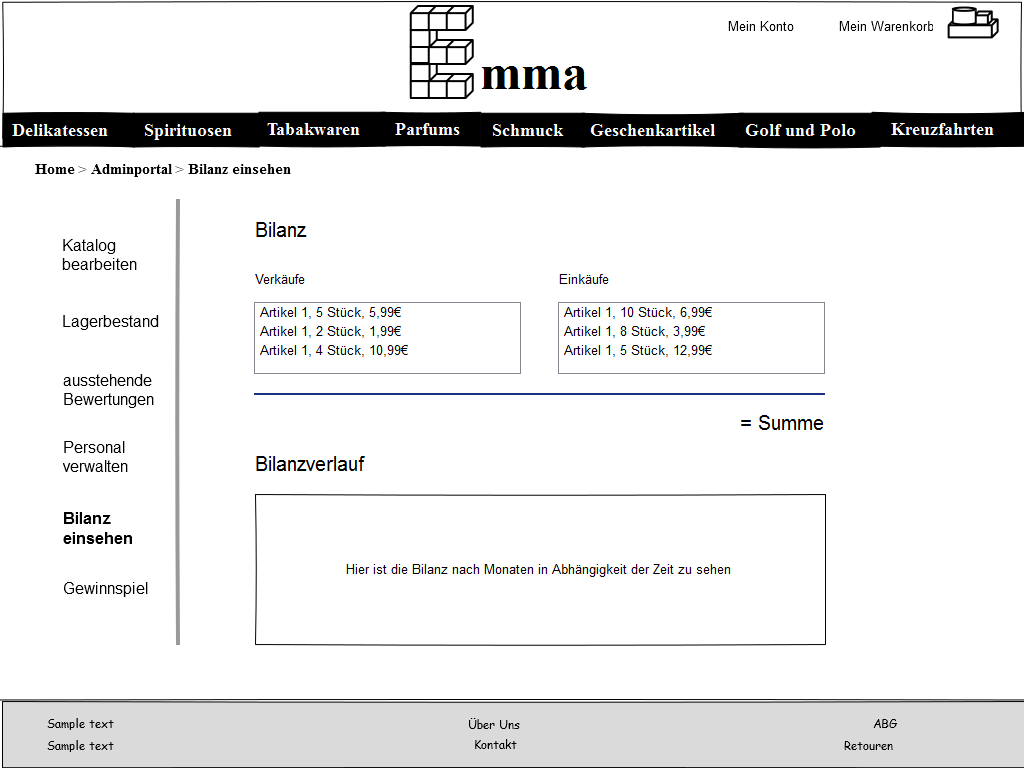 Emma
Mein Konto
Mein Warenkorb
Delikatessen
Spirituosen
Tabakwaren
Parfums
Schmuck
Geschenkartikel
Golf und Polo
Kreuzfahrten
Home > Adminportal > Bilanz einsehen
Katalog
bearbeiten
Lagerbestand
ausstehende
Bewertungen
Personal
verwalten
Bilanz
einsehen
Gewinnspiel
Bilanz
Verkäufe
Artikel 1, 5 Stück, 5,99€
Artikel 1, 2 Stück, 1,99€
Artikel 1, 4 Stück, 10,99€
Einkäufe
Artikel 1, 10 Stück, 6,99€
Artikel 1, 8 Stück, 3,99€
Artikel 1, 5 Stück, 12,99€
= Summe
Bilanzverlauf
Hier ist die Bilanz nach Monaten in Abhängigkeit der Zeit zu sehen
Sample text
Sample text
Über Uns
Kontakt
ABG
Retouren